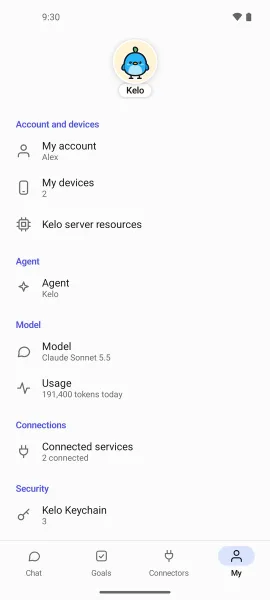 9:30
Kelo
Account and devices
My account
Alex
My devices
2
Kelo server resources
Agent
Agent
Kelo
Model
Model
Claude Sonnet 5.5
Usage
191,400 tokens today
Connections
Connected services
2 connected
Security
Kelo Keychain
3
Chat
Goals
Connectors
My